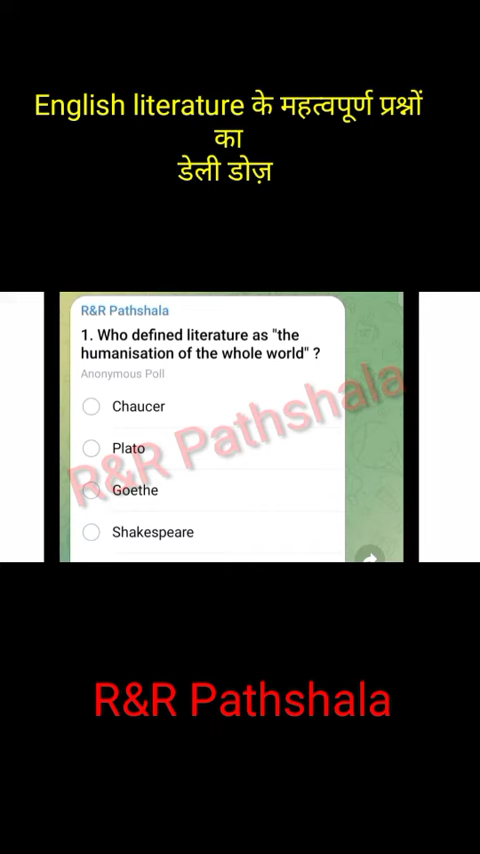 English literature के महत्वपूर्ण प्रश्नों
का
डेली डोज़
R&R Pathshala
1. Who defined literature as "the
humanisation of the whole world" ?
Anonymous Poll
Chaucer
Plato
Goethe
Shakespeare
R&R Pathshala
R&R Pathshala